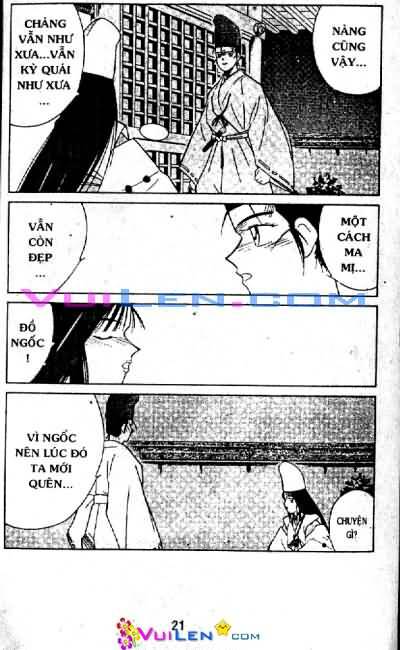 CHÀNG
VẪN NHƯ
XƯA...VẪN
KỲ QUÁI
NHƯ XƯA
...
NÀNG
CŨNG
VẬY...
VẪN
CÒN
ĐẸP
...
MỘT
CÁCH
MA
MỊ...
VuiLen.com
ĐỒ
NGỐC
!
VÌ NGỐC
NÊN LÚC ĐÓ
TA MỚI
QUÊN...
CHUYỆN
GÌ?
21
VuiLen.com